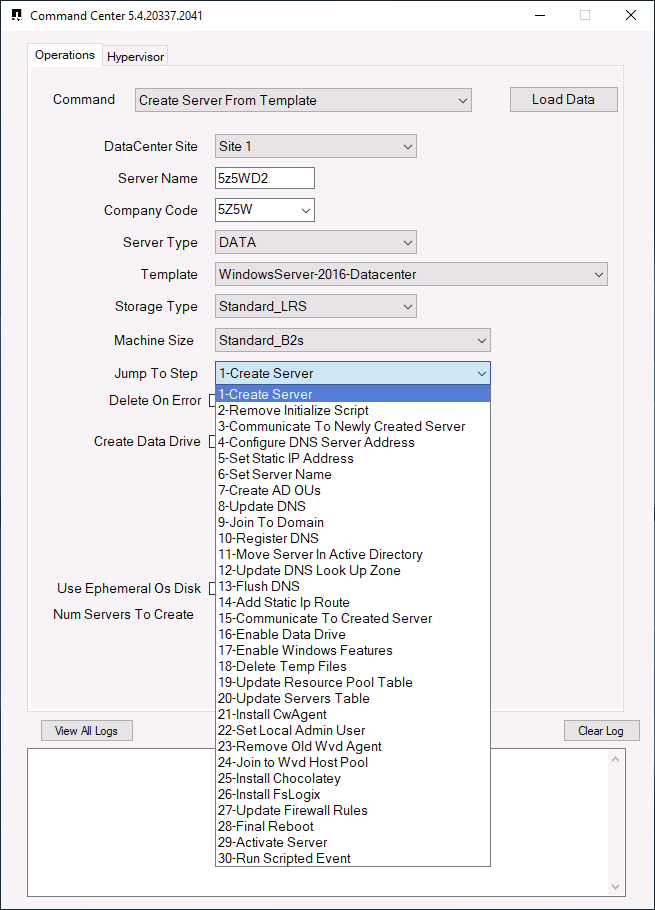 Command Center 5.4.20337.2041
Operations
Hypervisor
Command
Create Server From Template
Load Data
DataCenter Site
Site 1
Server Name
5z5WD2
Company Code
5Z5W
Server Type
DATA
Template
WindowsServer-2016-Datacenter
Storage Type
Standard_LRS
Machine Size
Standard_B2s
Jump To Step
1-Create Server
Delete On Error
Create Data Drive
Use Ephemeral Os Disk
Num Servers To Create
1-Create Server
2-Remove Initialize Script
3-Communicate To Newly Created Server
4-Configure DNS Server Address
5-Set Static IP Address
6-Set Server Name
7-Create AD OUs
8-Update DNS
9-Join To Domain
10-Register DNS
11-Move Server In Active Directory
12-Update DNS Look Up Zone
13-Flush DNS
14-Add Static Ip Route
15-Communicate To Created Server
16-Enable Data Drive
17-Enable Windows Features
18-Delete Temp Files
19-Update Resource Pool Table
20-Update Servers Table
21-Install CwAgent
22-Set Local Admin User
23-Remove Old Wvd Agent
24-Join to Wvd Host Pool
25-Install Chocolatey
26-Install FsLogix
27-Update Firewall Rules
28-Final Reboot
29-Activate Server
30-Run Scripted Event
View All Logs
Clear Log